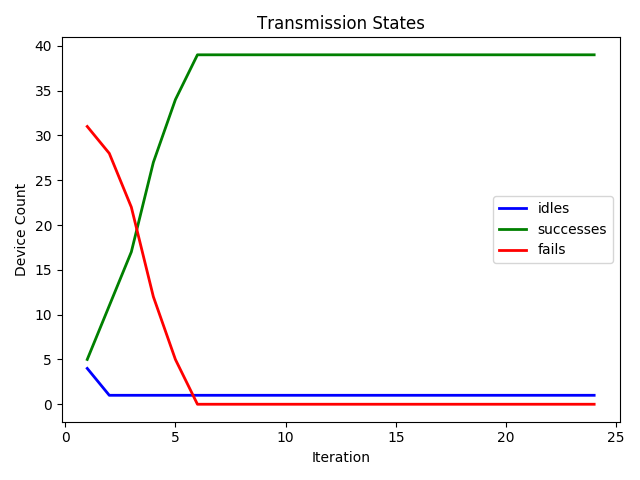 Transmission States
Device Count
40
35
30
25
20
15
10
5
0
idles
successes
fails
0 5 10 15 20 25
Iteration